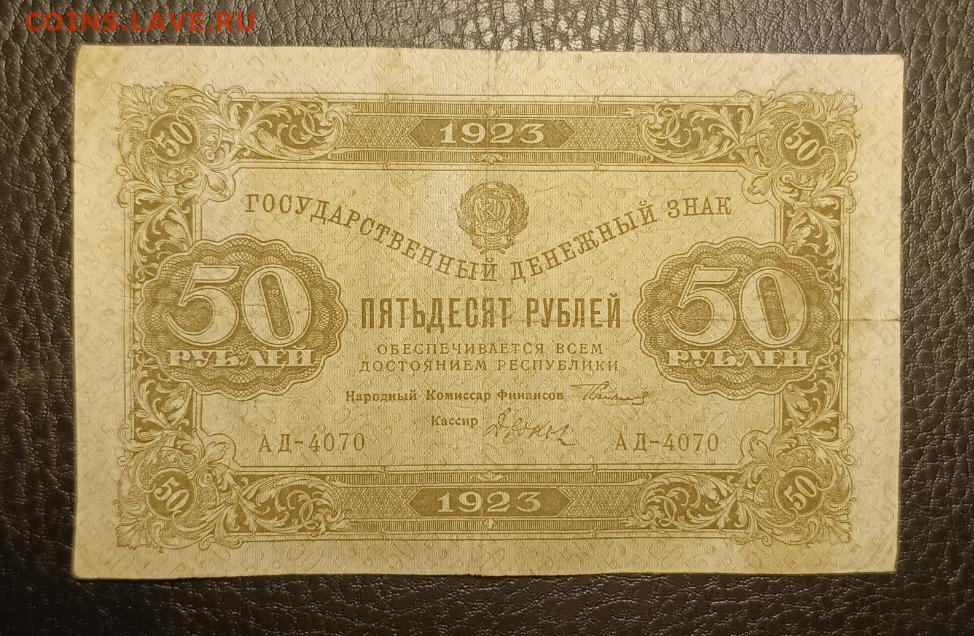 COINS.LAVE.RU
50 1923 50
ГОСУДАРСТВЕННЫЙ ДЕНЕЖНЫЙ ЗНАК
50 РУБЛЕЙ
ПЯТЬДЕСЯТ РУБЛЕЙ
50 РУБЛЕЙ
ОБЕСПЕЧИВАЕТСЯ ВСЕМ
ДОСТОЯНИЕМ РЕСПУБЛИКИ
Народный Комиссар Финансов
Кассир
АД-4070 АД-4070
50 1923 50